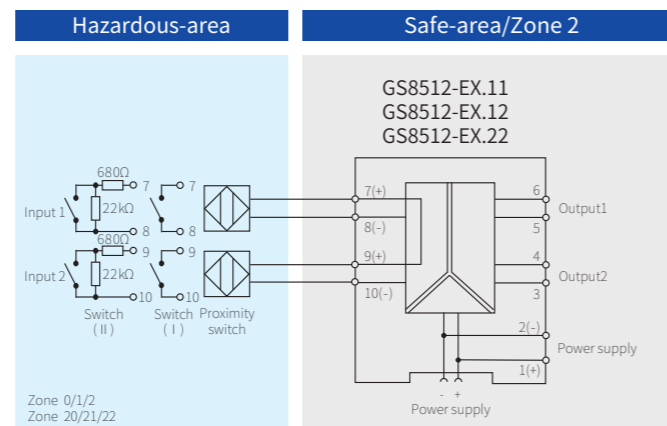 Hazardous-area
Safe-area/Zone 2
GS8512-EX.11
GS8512-EX.12
GS8512-EX.22
680Ω
7
7
Input 1
22kΩ
8
8
680Ω
9
9
Input 2
22kΩ
10
10
Switch
( II )
Switch
( I )
Proximity
switch
7(+)
8(-)
9(+)
10(-)
6
Output1
5
4
Output2
3
2(-)
Power supply
1(+)
- +
Power supply
Zone 0/1/2
Zone 20/21/22